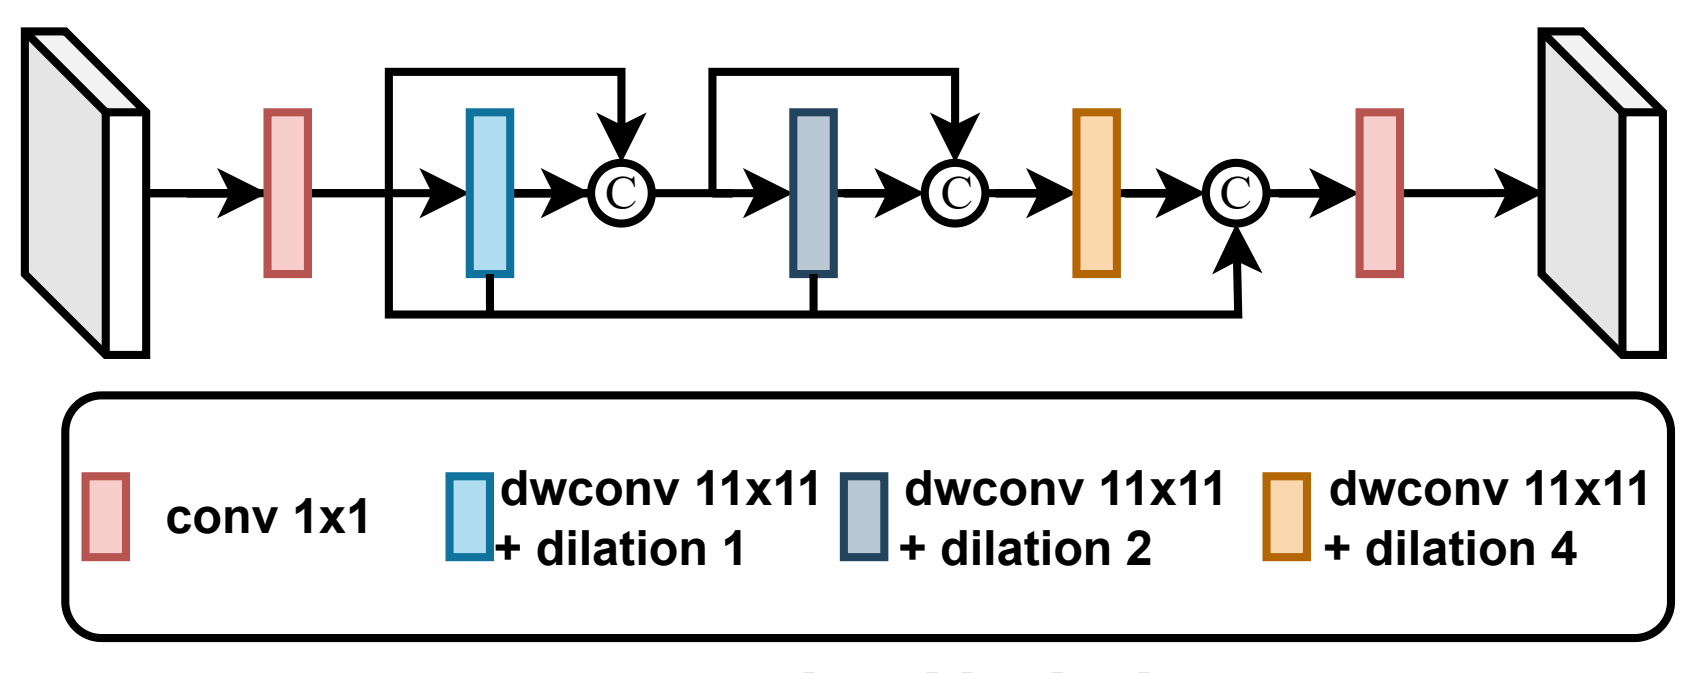 C C C
conv 1x1
dwconv 11x11
+ dilation 1
dwconv 11x11
+ dilation 2
dwconv 11x11
+ dilation 4